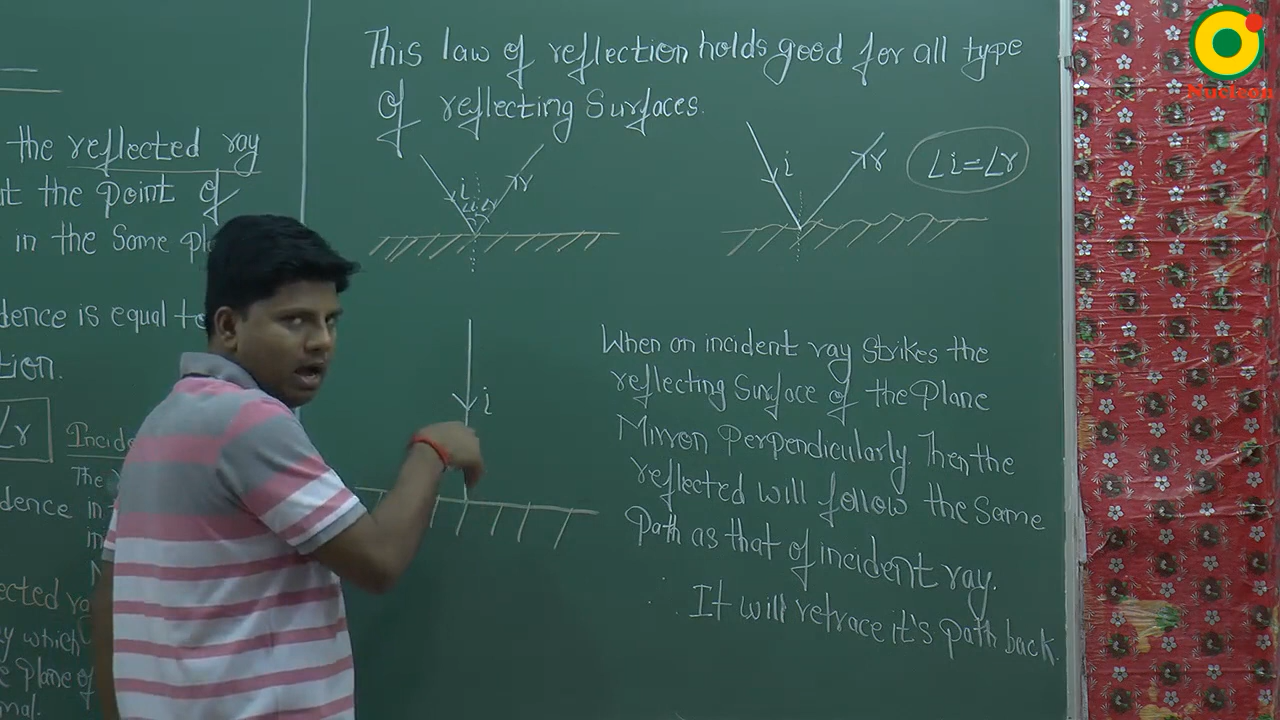 the reflected ray
the point of
in the Same
dence is equal to
tion.
∠r
Incide
The
dence in
in
ected ra
y which
e Plane of
mal.
This law of reflection holds good for all type
of reflecting Surfaces.
i
r
∠i ∠r
i
r
∠i=∠r
i
When an incident ray Strikes the
reflecting Surface of the Plane
Mirror Perpendicularly. Then the
reflected will follow the Same
Path as that of incident ray.
∴ It will retrace it's Path back.
Nucleon